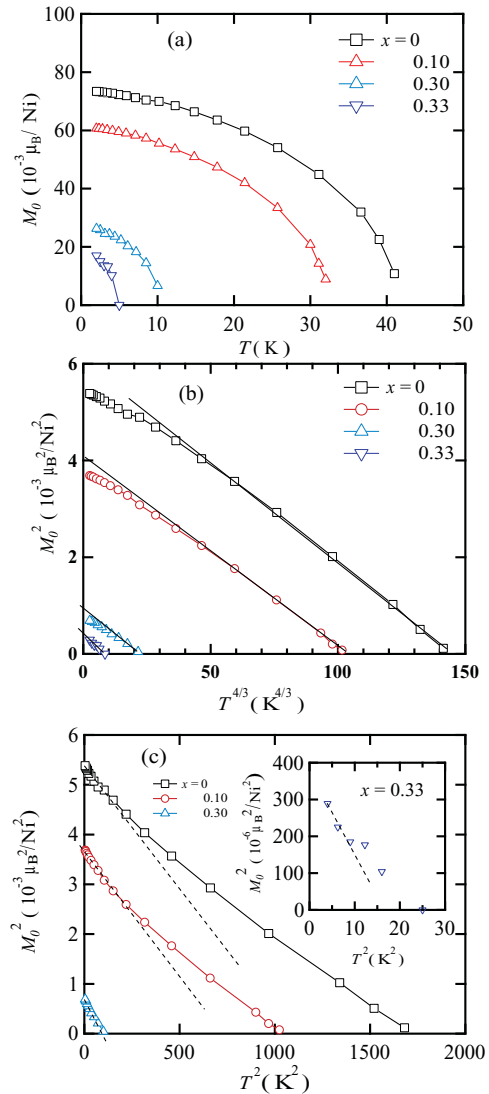 100
80
60
40
20
0
M₀ (10⁻³ μB/ Ni)
(a)
x = 0
0.10
0.30
0.33
0 10 20 30 40 50
T(K)
6
4
2
0
M₀² (10⁻³ μB²/Ni²)
(b)
x = 0
0.10
0.30
0.33
0 50 100 150
T^4/3(K^4/3)
6
5
4
3
2
1
0
M₀² (10⁻³ μB²/Ni²)
(c)
x = 0
0.10
0.30
400
300
200
100
0
M₀² (10⁻⁶ μB²/Ni²)
x = 0.33
0 10 20 30
T²(K²)
0 500 1000 1500 2000
T²(K²)